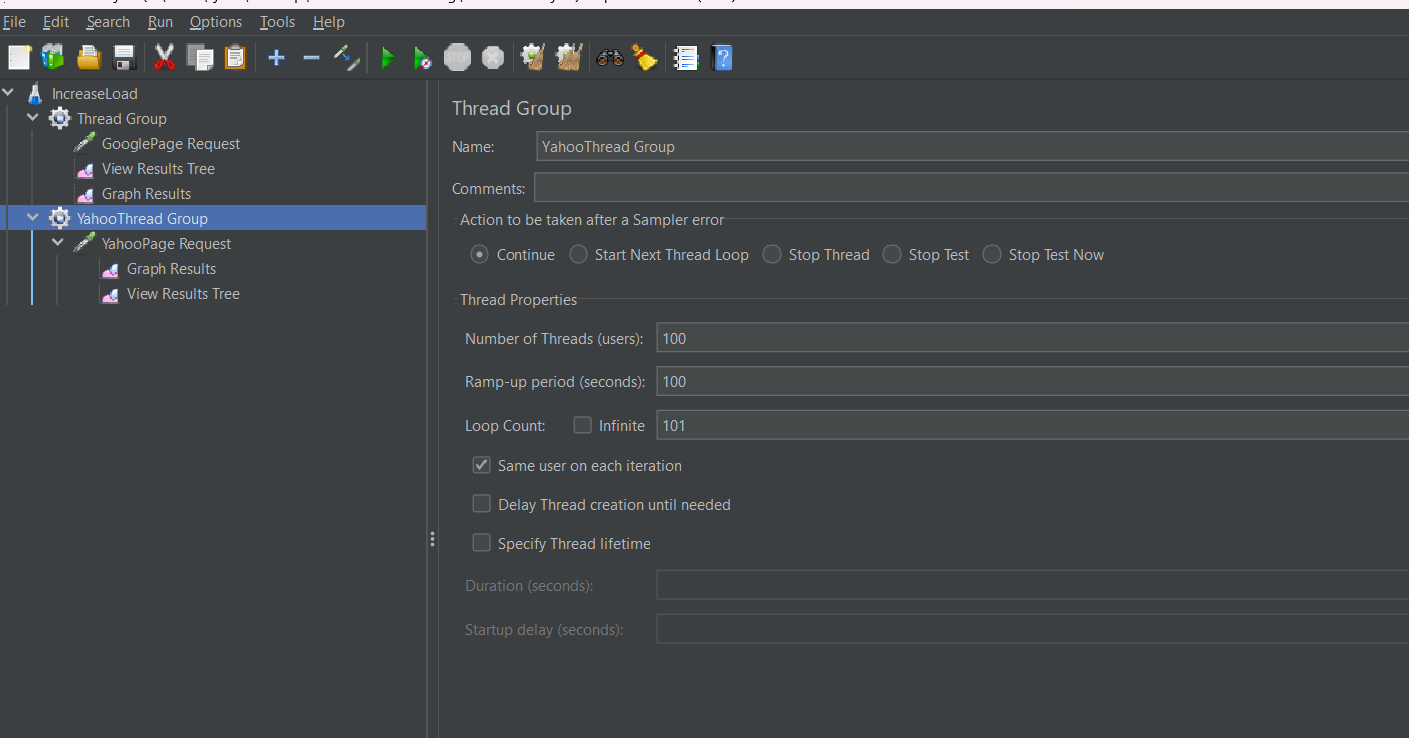 File Edit Search Run Options Tools Help
STOP
IncreaseLoad
Thread Group
GooglePage Request
View Results Tree
Graph Results
YahooThread Group
YahooPage Request
Graph Results
View Results Tree
Thread Group
Name: YahooThread Group
Comments:
Action to be taken after a Sampler error
Continue Start Next Thread Loop Stop Thread Stop Test Stop Test Now
Thread Properties
Number of Threads (users): 100
Ramp-up period (seconds): 100
Loop Count: Infinite 101
Same user on each iteration
Delay Thread creation until needed
Specify Thread lifetime
Duration (seconds):
Startup delay (seconds):